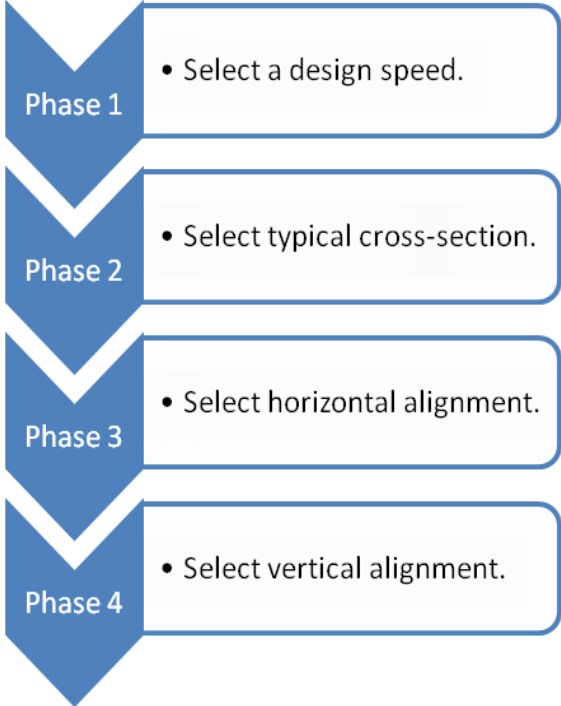 Phase 1
• Select a design speed.
Phase 2
• Select typical cross-section.
Phase 3
• Select horizontal alignment.
Phase 4
• Select vertical alignment.